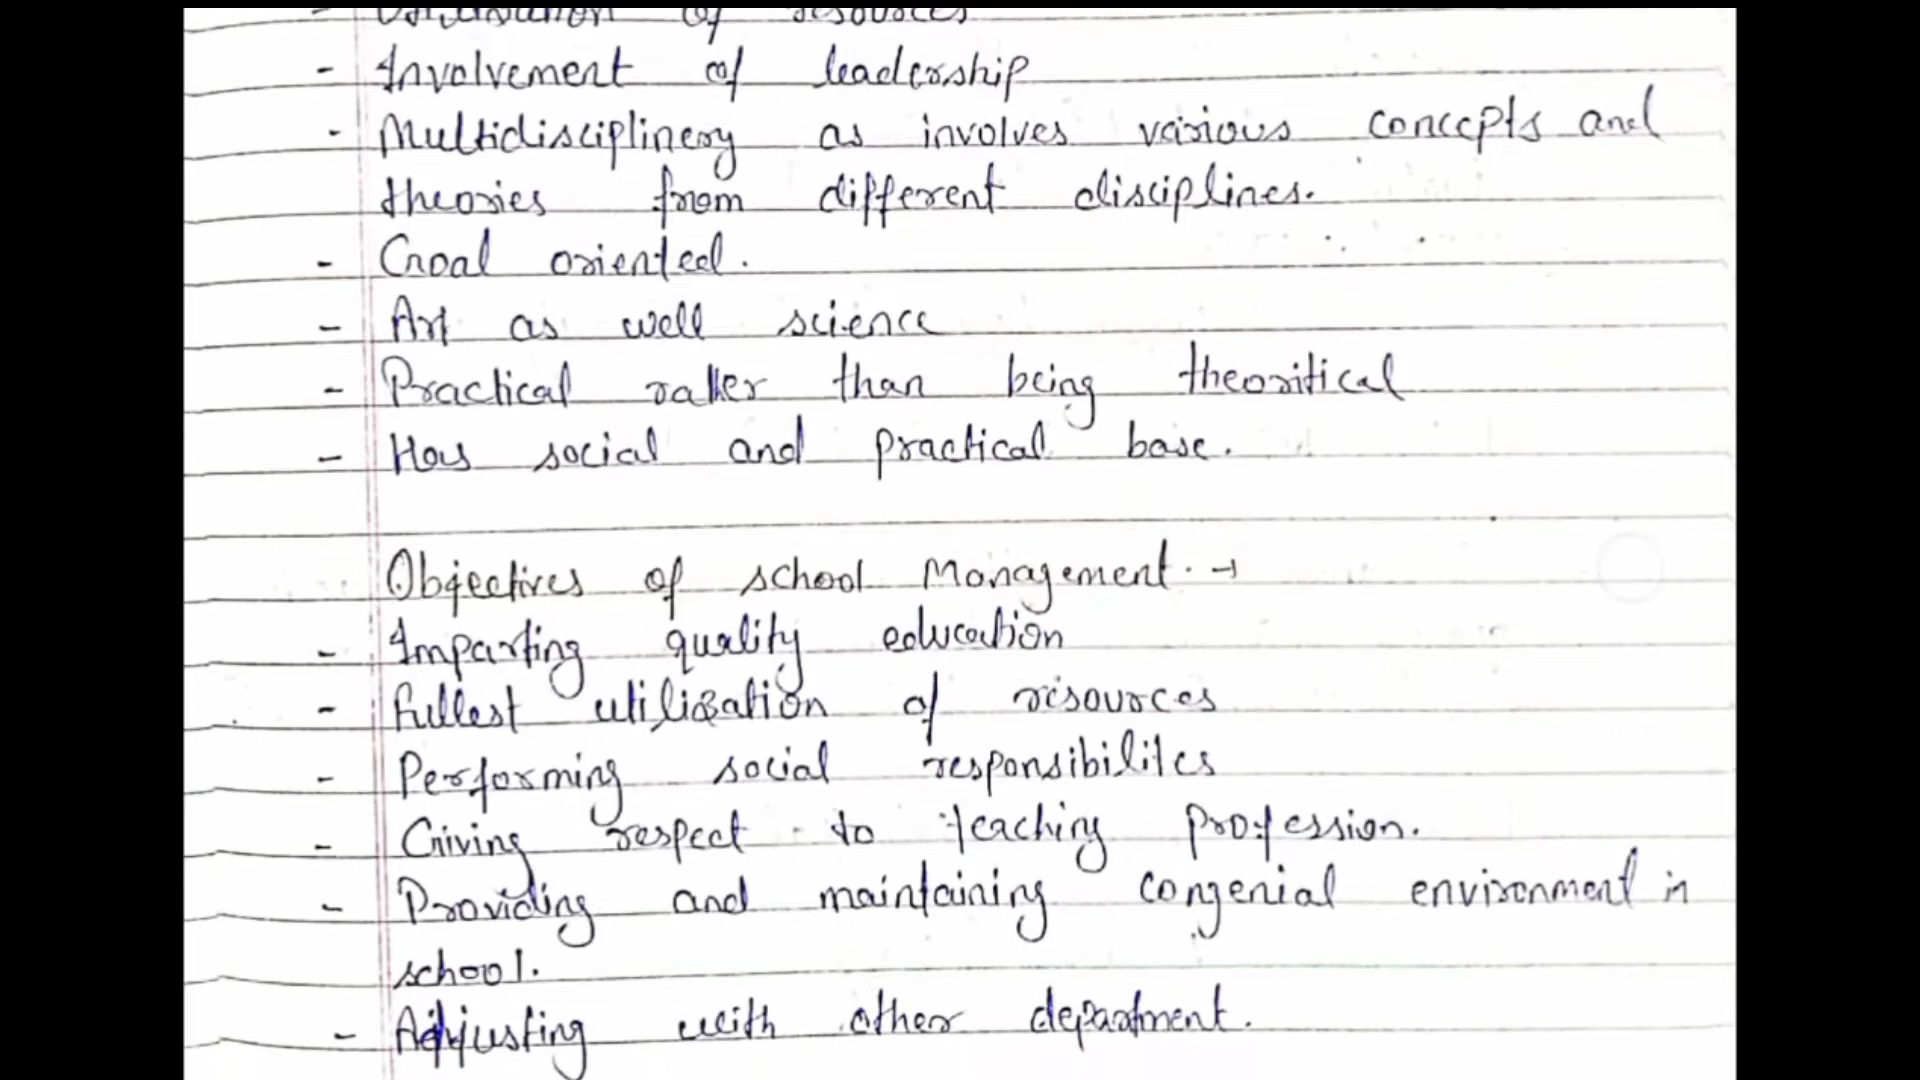 of resources
- Involvement of leadership
- Multidisciplinery as involves various concepts and
theories from different disciplines.
- Goal oriented.
- Art as well science
- Practical rather than being theoritical
- Has social and practical base.
Objectives of school Management. →
- Imparting quality education
- Fullest utilization of resources
- Performing social responsibilites
- Giving respect to teaching profession.
- Providing and maintaining congenial environment in
school.
- Adjusting with other department.